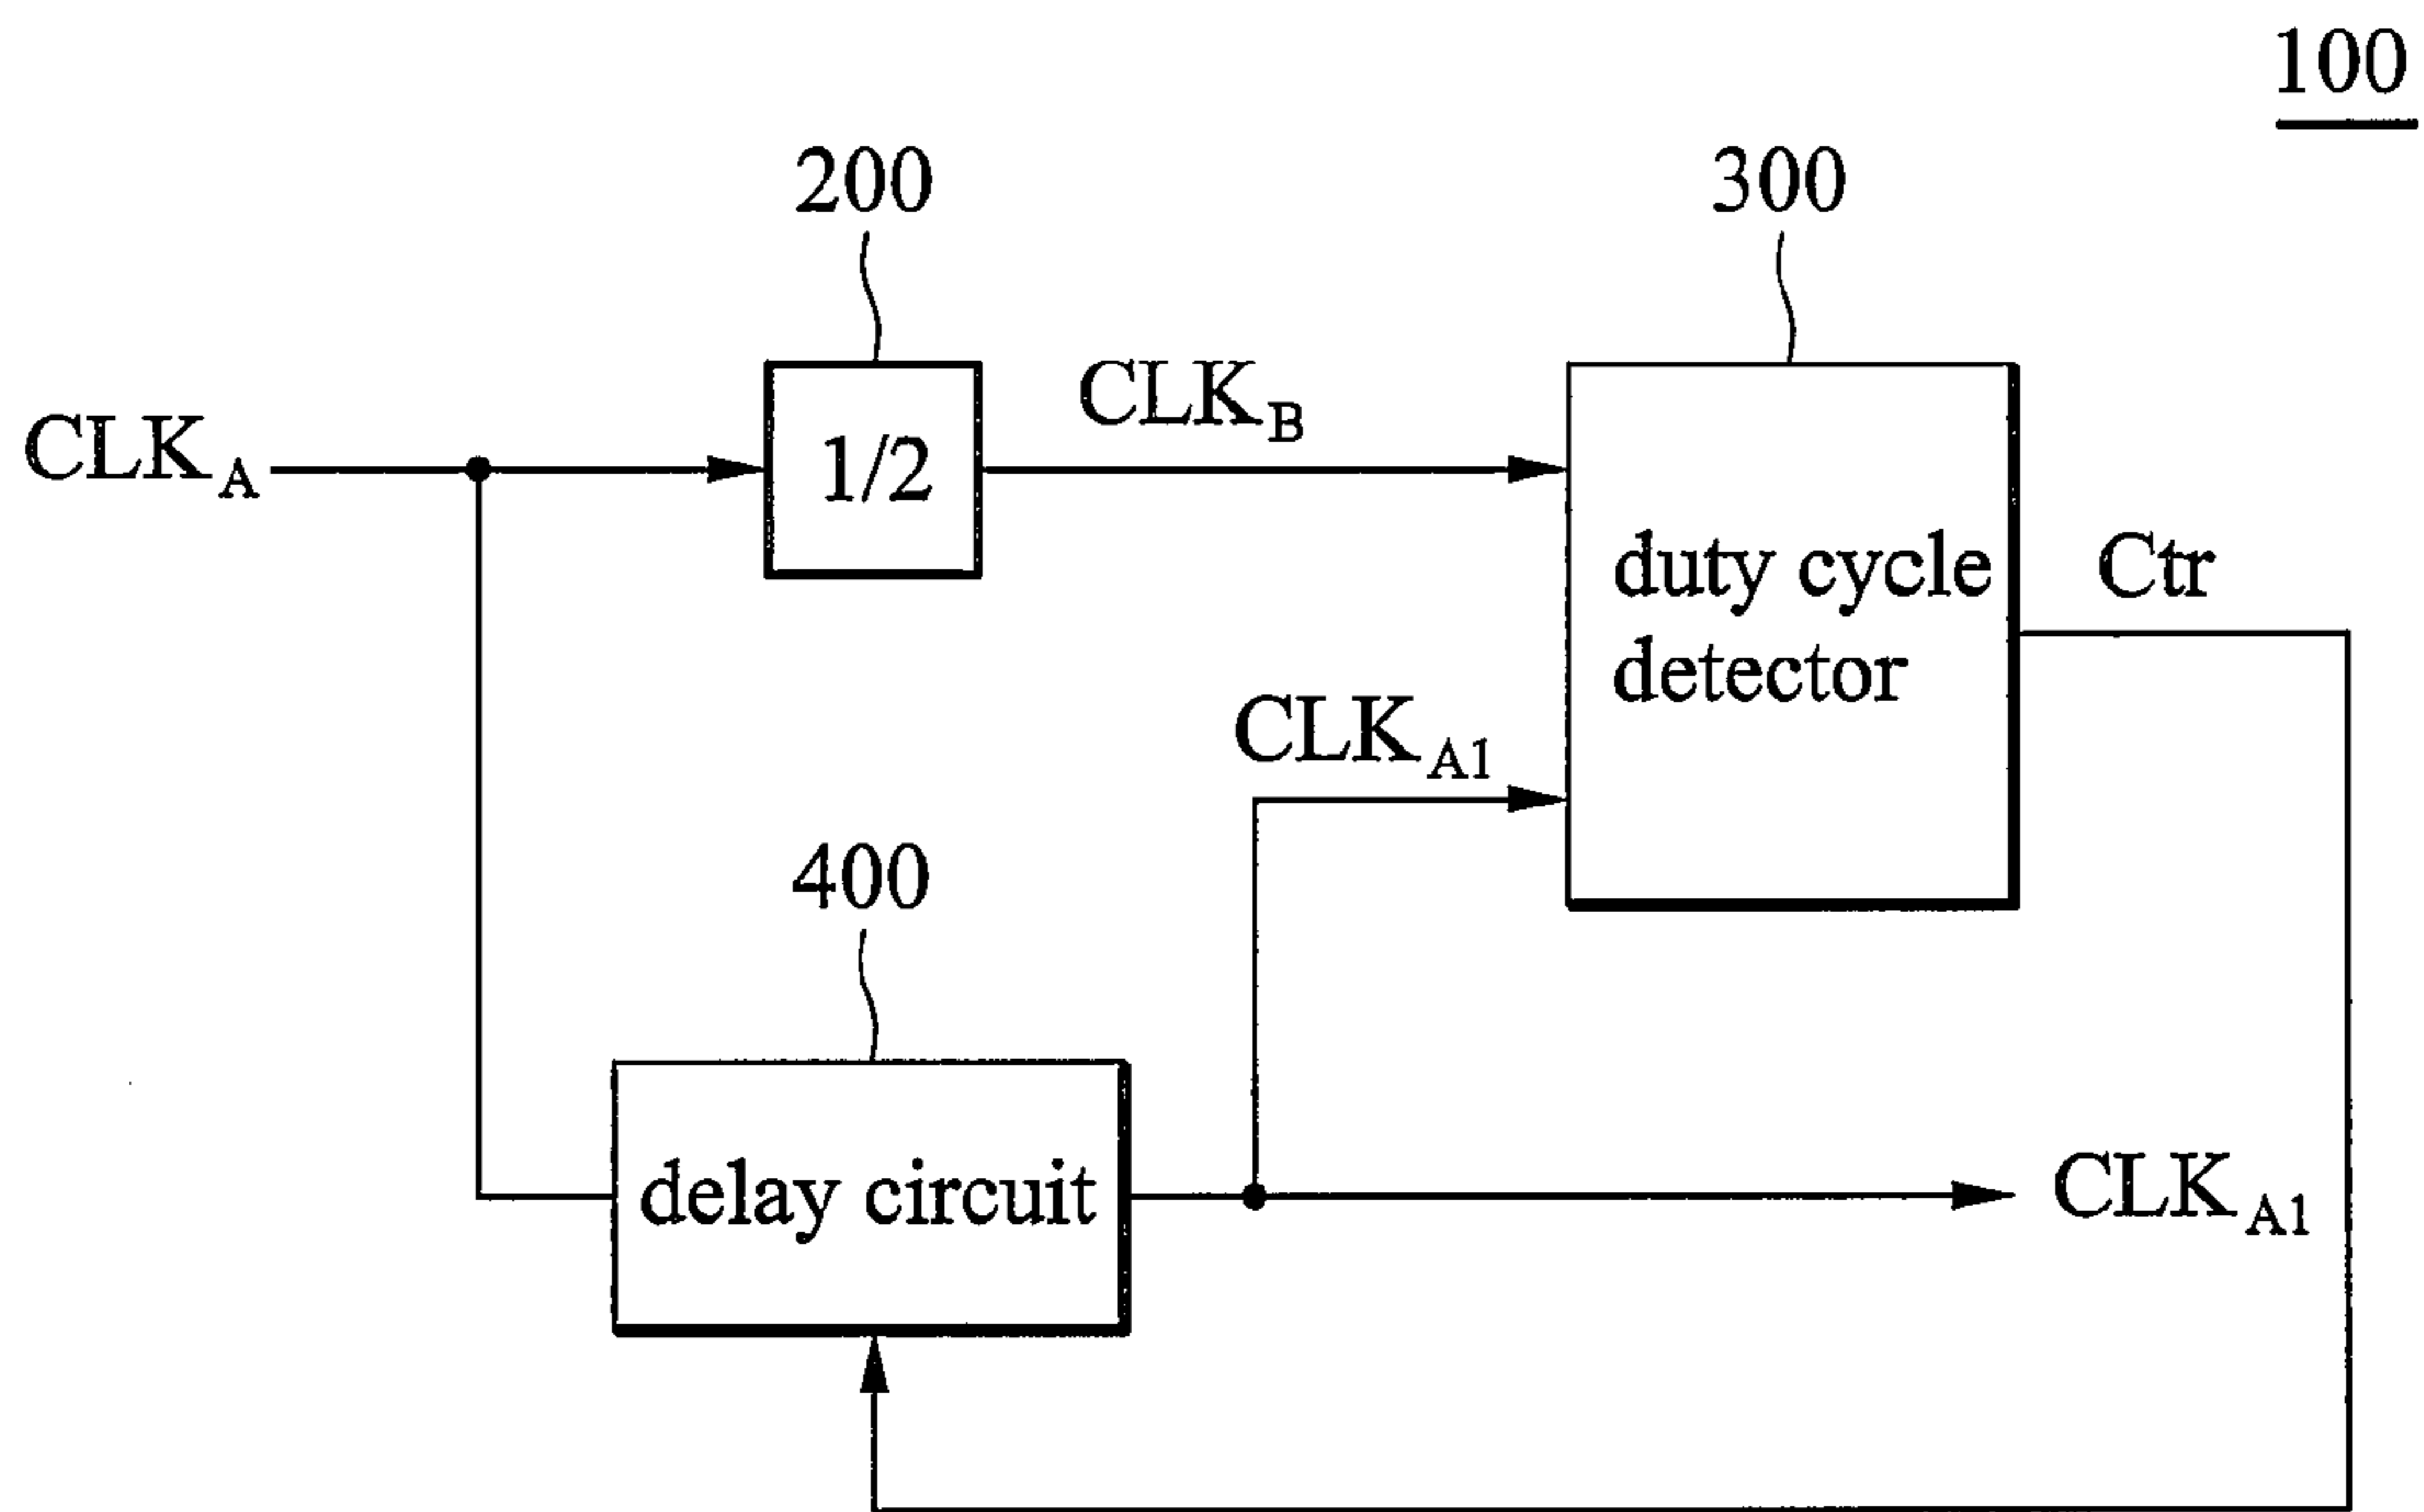 100
200
300
CLK_A
1/2
CLK_B
duty cycle
detector
Ctr
CLK_A1
400
delay circuit
CLK_A1